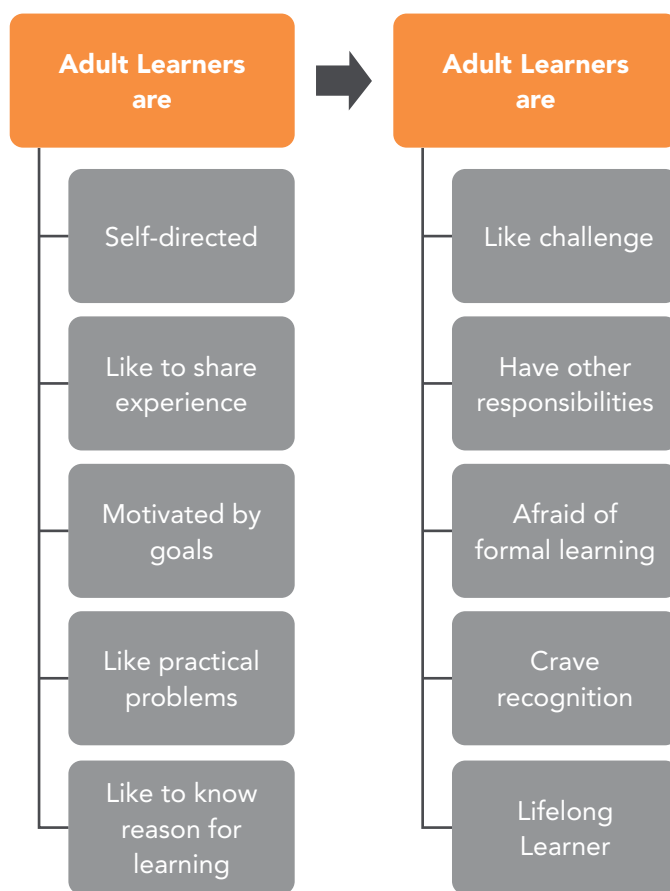 Adult Learners
are
Self-directed
Like to share
experience
Motivated by
goals
Like practical
problems
Like to know
reason for
learning
Adult Learners
are
Like challenge
Have other
responsibilities
Afraid of
formal learning
Crave
recognition
Lifelong
Learner